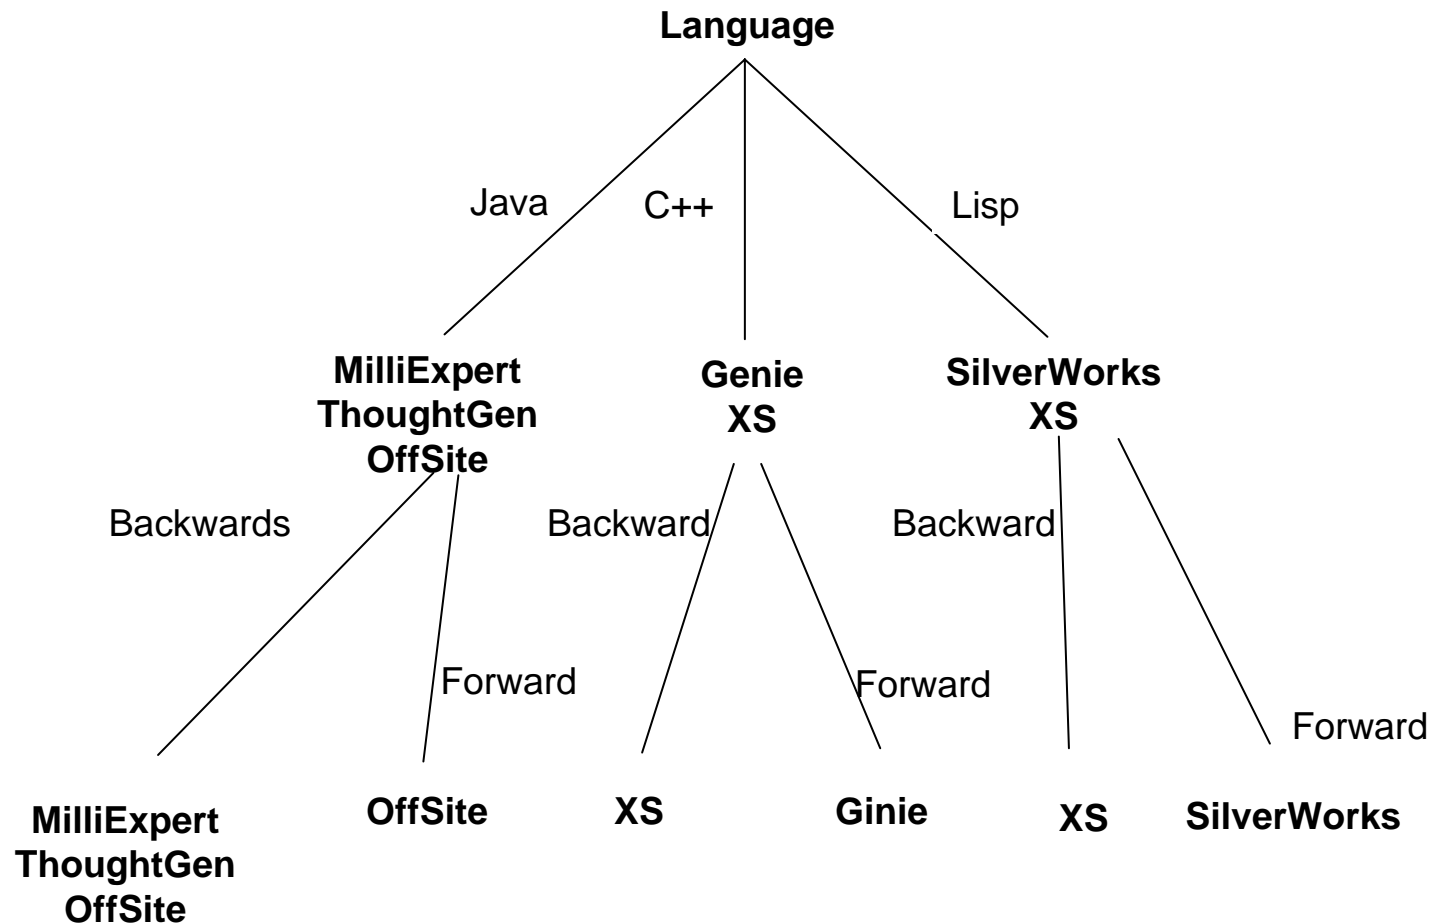 Language
Java
C++
Lisp
MilliExpert
ThoughtGen
OffSite
Genie
XS
SilverWorks
XS
Backwards
Backward
Backward
Forward
Forward
Forward
MilliExpert
ThoughtGen
OffSite
OffSite
XS
Ginie
XS
SilverWorks